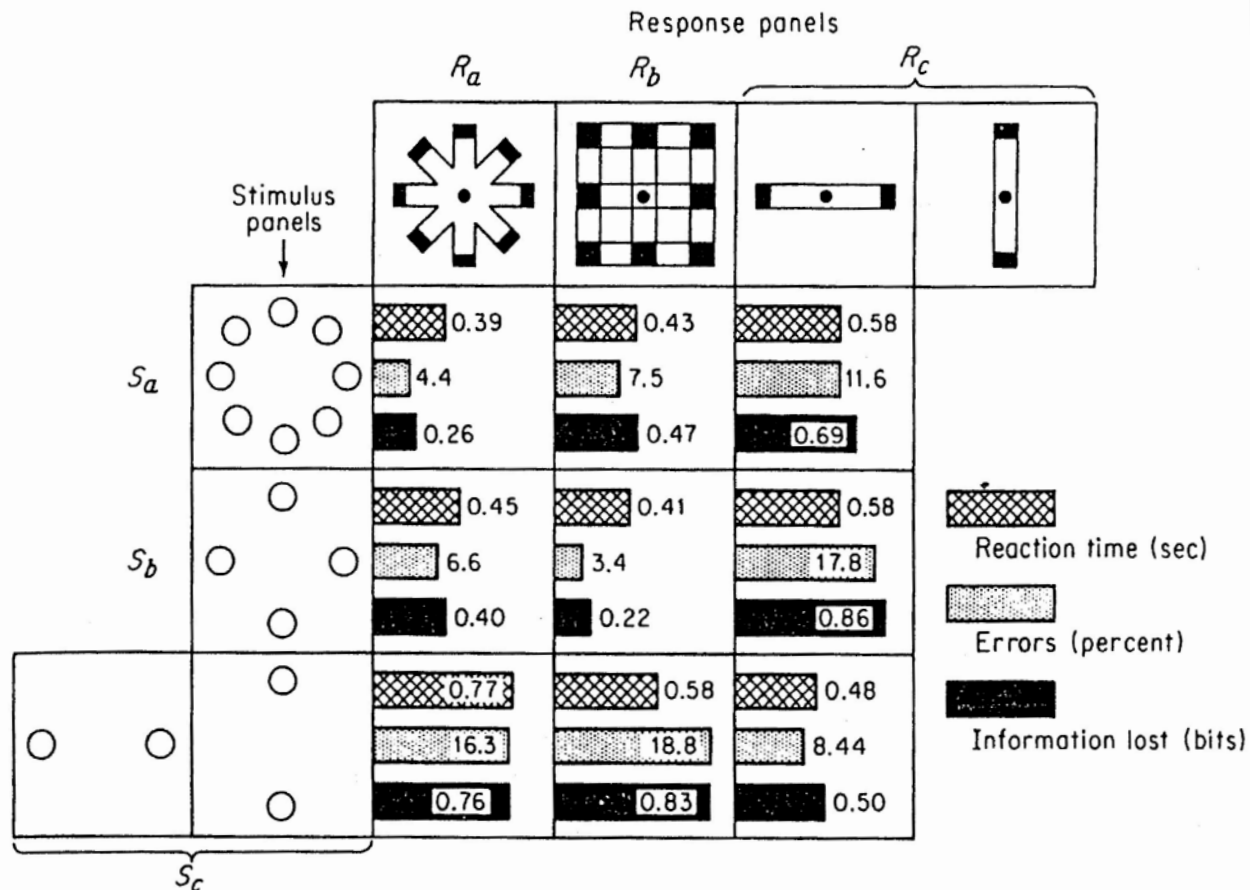 Response panels
Ra Rb Rc
Stimulus
panels
Sa
0.39 0.43 0.58
4.4 7.5 11.6
0.26 0.47 0.69
Sb
0.45 0.41 0.58
6.6 3.4 17.8
0.40 0.22 0.86
0.77 0.58 0.48
16.3 18.8 8.44
0.76 0.83 0.50
Sc
Reaction time (sec)
Errors (percent)
Information lost (bits)